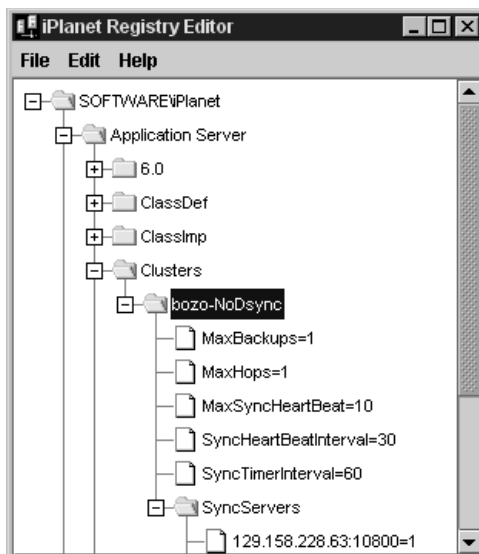 iPlanet Registry Editor
File Edit Help
SOFTWARE\iPlanet
Application Server
6.0
ClassDef
ClassImp
Clusters
bozo-NoDsync
MaxBackups=1
MaxHops=1
MaxSyncHeartBeat=10
SyncHeartBeatInterval=30
SyncTimerInterval=60
SyncServers
129.158.228.63:10800=1